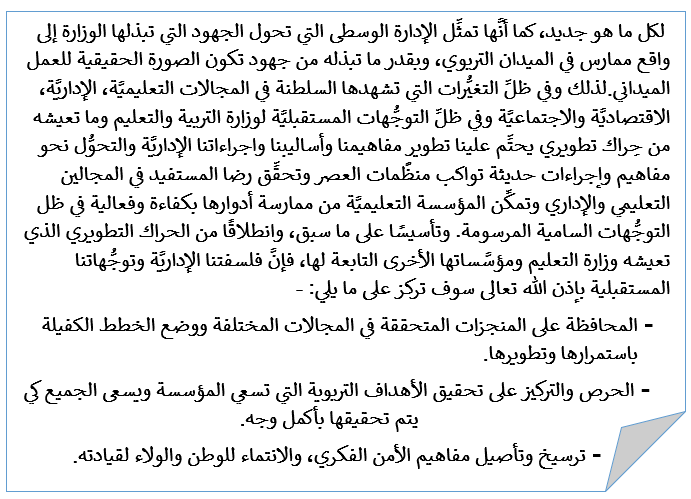 لكل ما هو جديد، كما أنَّها تمثِّل الإدارة الوسطى التي تحول الجهود التي تبذلها الوزارة إلى
واقع ممارس في الميدان التربوي، وبقدر ما تبذله من جهود تكون الصورة الحقيقية للعمل
الميداني.لذلك وفي ظلِّ التغيُّرات التي تشهدها السلطنة في المجالات التعليميَّة، الإداريَّة،
الاقتصاديَّة والاجتماعيَّة وفي ظلِّ التوجُّهات المستقبليَّة لوزارة التربية والتعليم وما تعيشه
من حِراك تطويري يحتِّم علينا تطوير مفاهيمنا وأساليبنا واجراءاتنا الإداريَّة والتحوُّل نحو
مفاهيم وإجراءات حديثة تواكب منظَّمات العصر وتحقَّق رضا المستفيد في المجالين
التعليمي والإداري وتمكِّن المؤسسة التعليميَّة من ممارسة أدوارها بكفاءة وفعالية في ظل
التوجُّهات السامية المرسومة. وتأسيسًا على ما سبق، وانطلاقًا من الحراك التطويري الذي
تعيشه وزارة التعليم ومؤسَّساتها الأخرى التابعة لها، فإنَّ فلسفتنا الإداريَّة وتوجُّهاتنا
المستقبلية بإذن الله تعالى سوف تركز على ما يلي: -
- المحافظة على المنجزات المتحققة في المجالات المختلفة ووضع الخطط الكفيلة
باستمرارها وتطويرها.
- الحرص والتركيز على تحقيق الأهداف التربوية التي تسعي المؤسسة ويسعى الجميع كي
يتم تحقيقها بأكمل وجه.
- ترسيخ وتأصيل مفاهيم الأمن الفكري، والانتماء للوطن والولاء لقيادته.